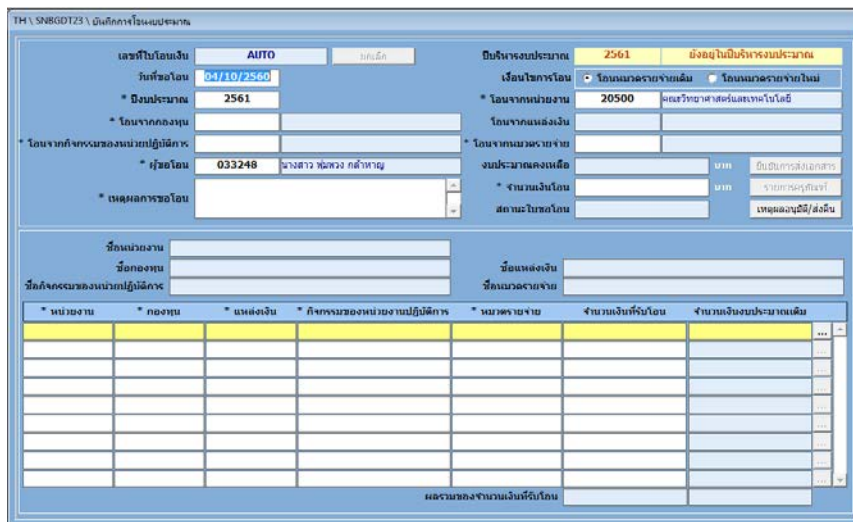 TH \ SNBGDT23 \ บันทึกการโอนงบประมาณ
เลขที่ใบโอนเงิน AUTO ยกเลิก ปีบริหารงบประมาณ 2561 ยังอยู่ในปีบริหารงบประมาณ
วันที่ขอโอน 04/10/2560 เงื่อนไขการโอน โอนหมวดรายจ่ายเดิม โอนหมวดรายจ่ายใหม่
* ปีงบประมาณ 2561 * โอนจากหน่วยงาน 20500 คณะวิทยาศาสตร์และเทคโนโลยี
* โอนจากกองทุน โอนจากแหล่งเงิน
* โอนจากกิจกรรมของหน่วยปฏิบัติการ * โอนจากหมวดรายจ่าย
* ผู้ขอโอน 033248 นางสาว พุ่มพวง กล้าหาญ งบประมาณคงเหลือ บาท ยืนยันการส่งเอกสาร
* เหตุผลการขอโอน * จำนวนเงินโอน บาท รายการครุภัณฑ์
สถานะใบขอโอน เหตุผลอนุมัติ/ส่งคืน
ชื่อหน่วยงาน
ชื่อกองทุน ชื่อแหล่งเงิน
ชื่อกิจกรรมของหน่วยปฏิบัติการ ชื่อหมวดรายจ่าย
* หน่วยงาน * กองทุน * แหล่งเงิน * กิจกรรมของหน่วยงานปฏิบัติการ * หมวดรายจ่าย จำนวนเงินที่รับโอน จำนวนเงินงบประมาณเดิม
...
...
...
...
...
...
...
...
...
ผลรวมของจำนวนเงินที่รับโอน